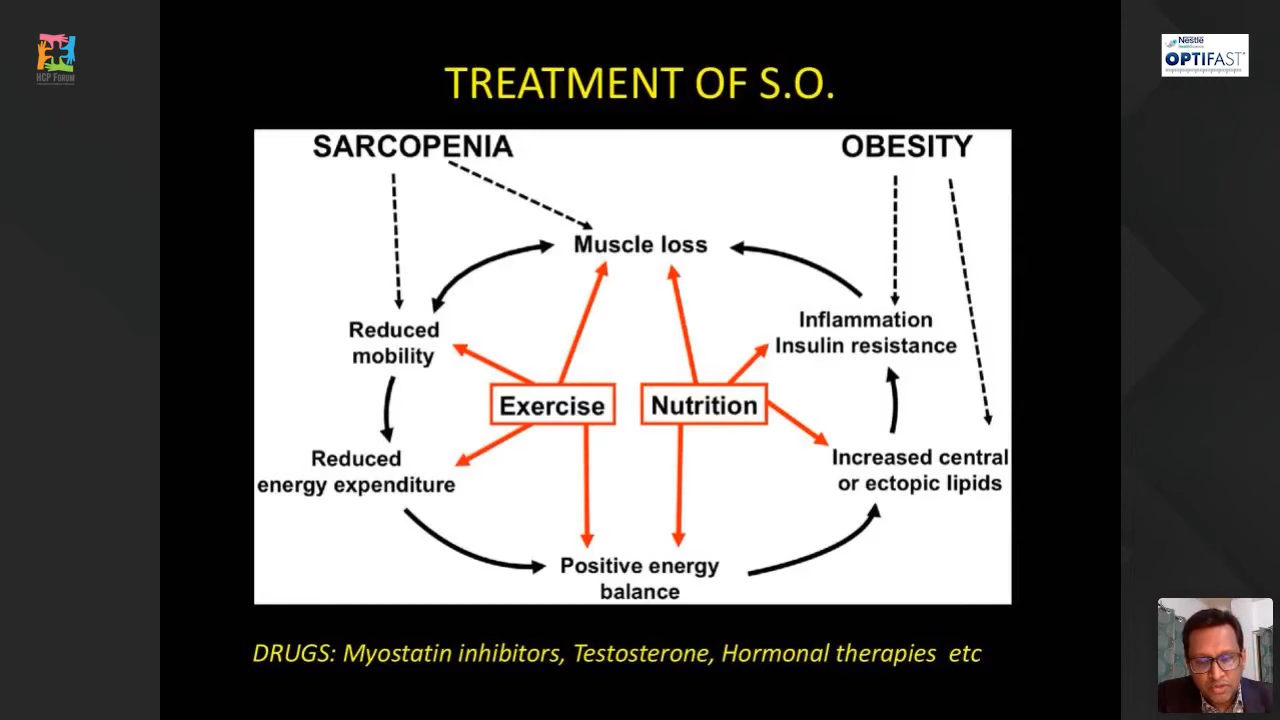 HCP FORUM
Nestlé
HealthScience
OPTIFAST®
TREATMENT OF S.O.
SARCOPENIA
OBESITY
Muscle loss
Reduced
mobility
Inflammation
Insulin resistance
Exercise
Nutrition
Reduced
energy expenditure
Increased central
or ectopic lipids
Positive energy
balance
DRUGS: Myostatin inhibitors, Testosterone, Hormonal therapies etc